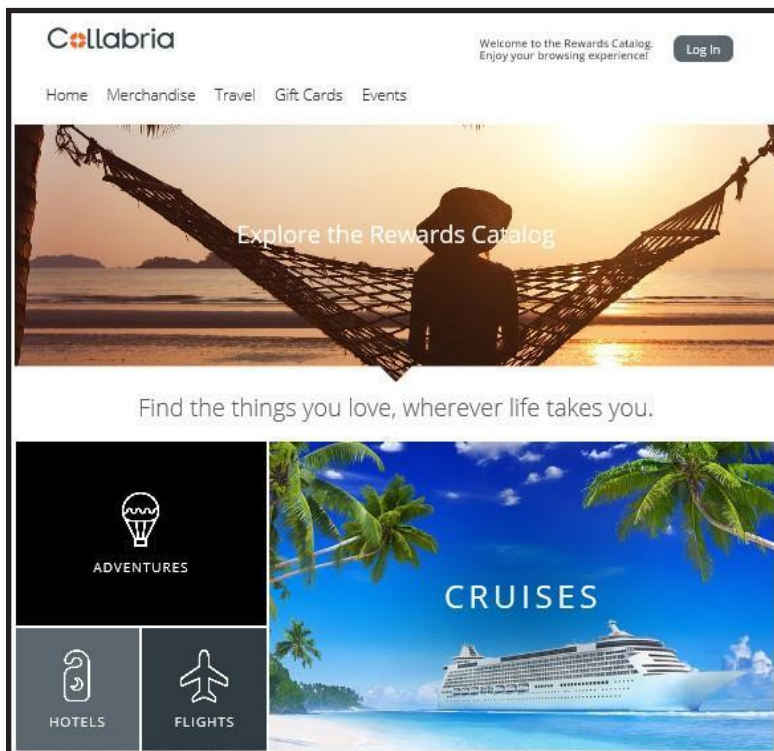 Collabria
Welcome to the Rewards Catalog.
Enjoy your browsing experience!
Log In
Home Merchandise Travel Gift Cards Events
Explore the Rewards Catalog
Find the things you love, wherever life takes you.
ADVENTURES
CRUISES
HOTELS
FLIGHTS